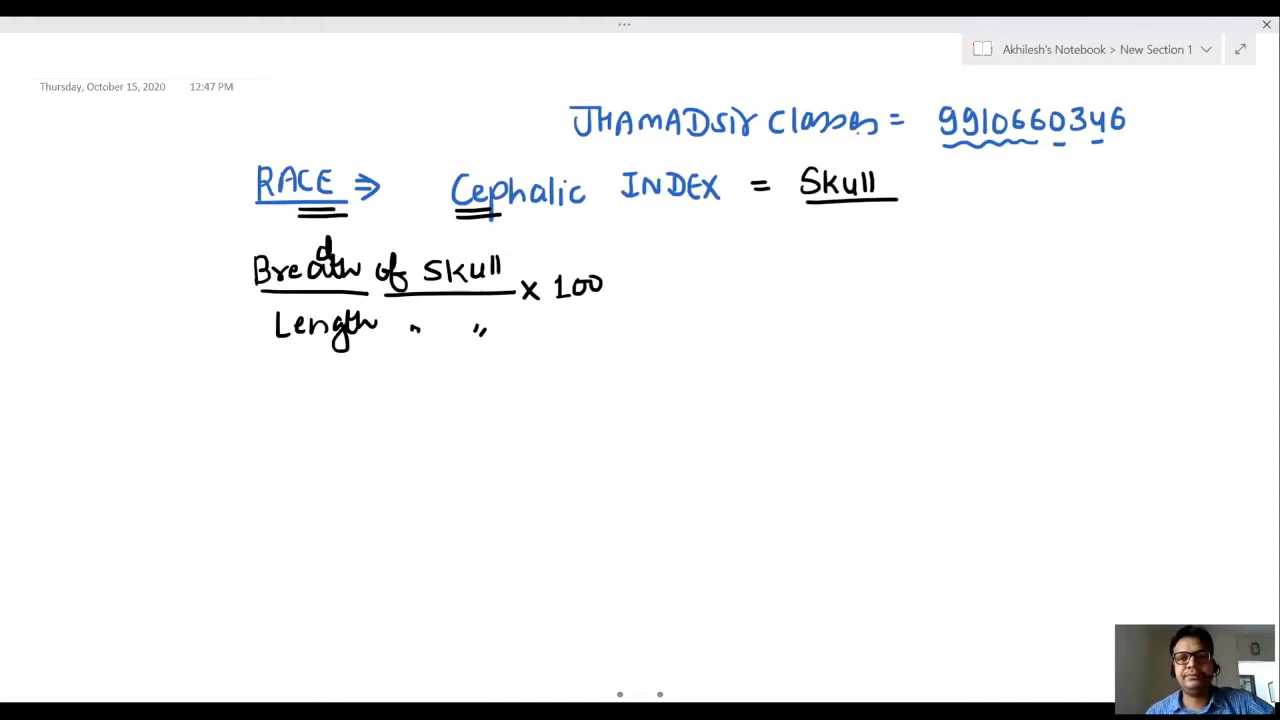 Akhilesh's Notebook > New Section 1
Thursday, October 15, 2020 12:47 PM
JHAMADSir Classes = 9910660346
RACE ⇒ Cephalic INDEX = Skull
Breadth of Skull × 100
Length " "